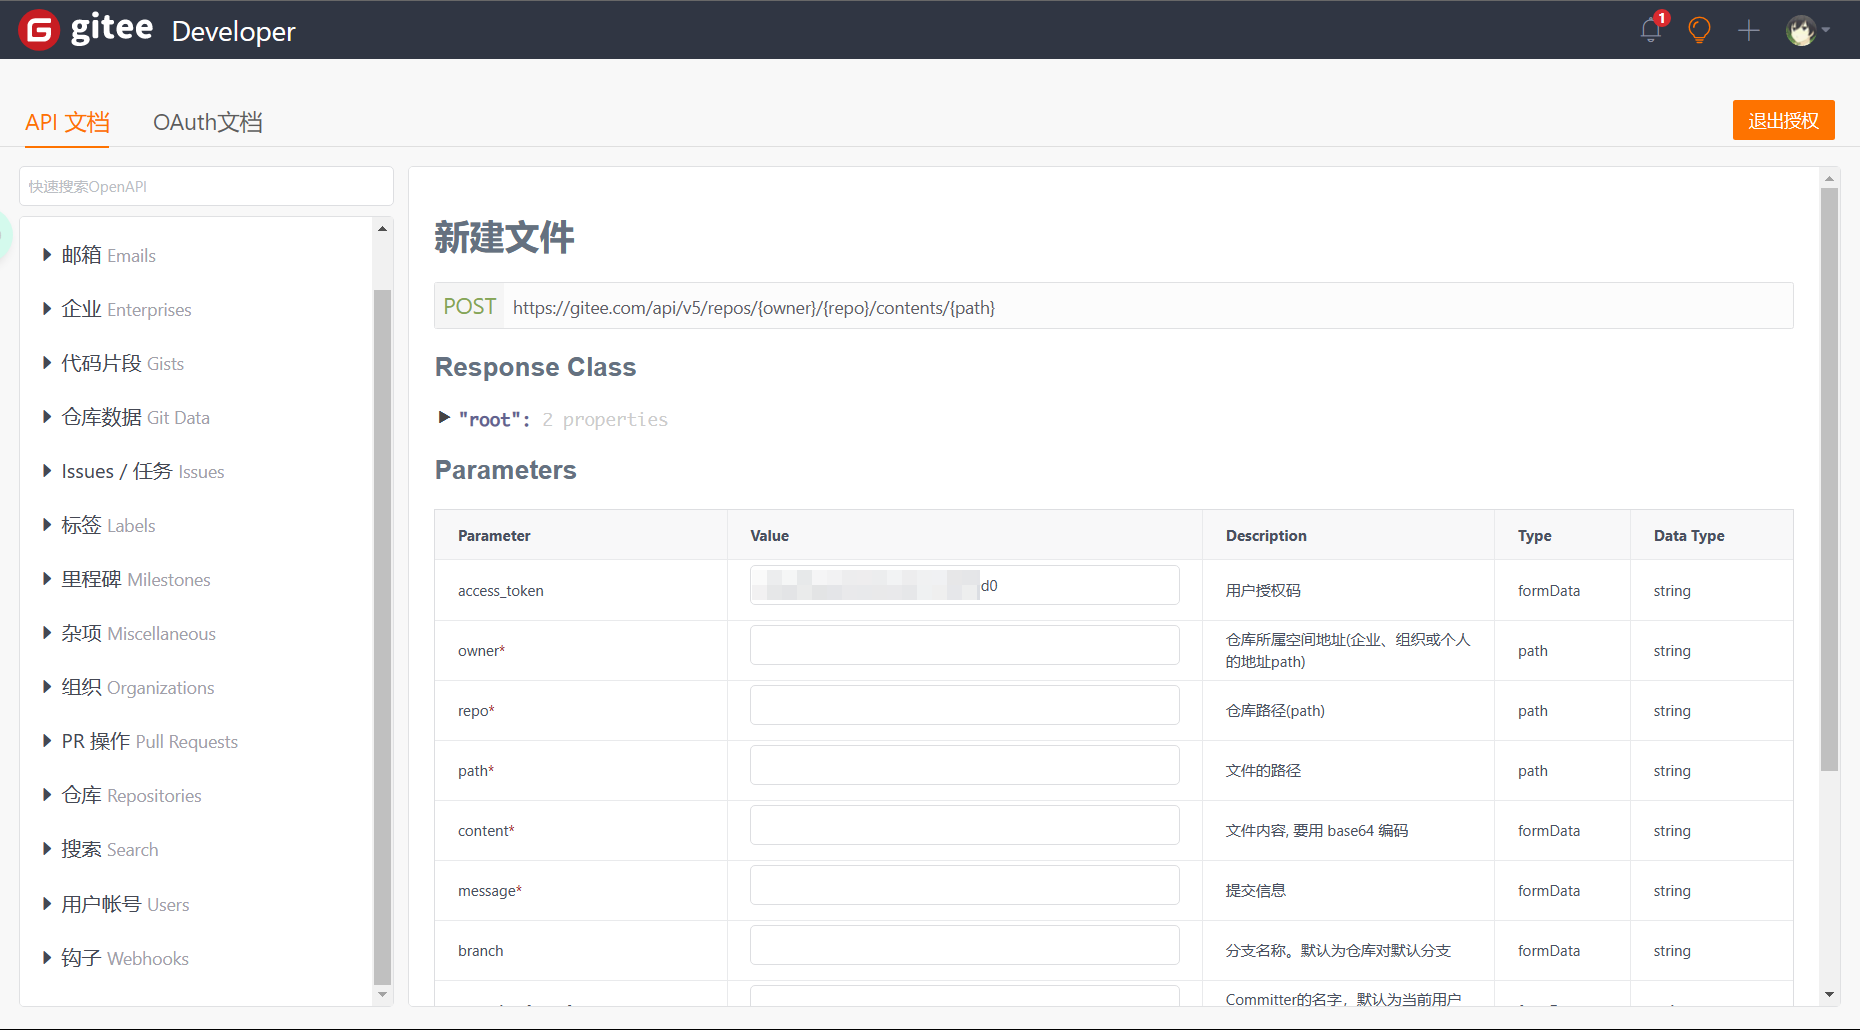 gitee Developer
1
API 文档
OAuth文档
退出授权
快速搜索OpenAPI
邮箱 Emails
企业 Enterprises
代码片段 Gists
仓库数据 Git Data
Issues / 任务 Issues
标签 Labels
里程碑 Milestones
杂项 Miscellaneous
组织 Organizations
PR 操作 Pull Requests
仓库 Repositories
搜索 Search
用户帐号 Users
钩子 Webhooks
新建文件
POST https://gitee.com/api/v5/repos/{owner}/{repo}/contents/{path}
Response Class
"root": 2 properties
Parameters
Parameter Value Description Type Data Type
access_token d0 用户授权码 formData string
owner* 仓库所属空间地址(企业、组织或个人
的地址path) path string
repo* 仓库路径(path) path string
path* 文件的路径 path string
content* 文件内容, 要用 base64 编码 formData string
message* 提交信息 formData string
branch 分支名称。默认为仓库对默认分支 formData string
Committer的名字，默认为当前用户